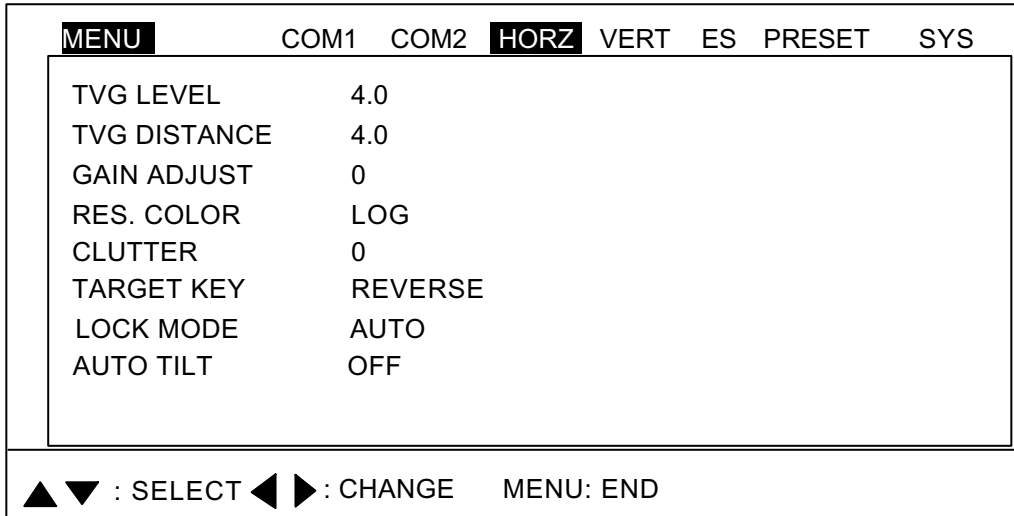 MENU COM1 COM2 HORZ VERT ES PRESET SYS
TVG LEVEL 4.0
TVG DISTANCE 4.0
GAIN ADJUST 0
RES. COLOR LOG
CLUTTER 0
TARGET KEY REVERSE
LOCK MODE AUTO
AUTO TILT OFF
▲ ▼ : SELECT ◀ ▶ : CHANGE MENU: END